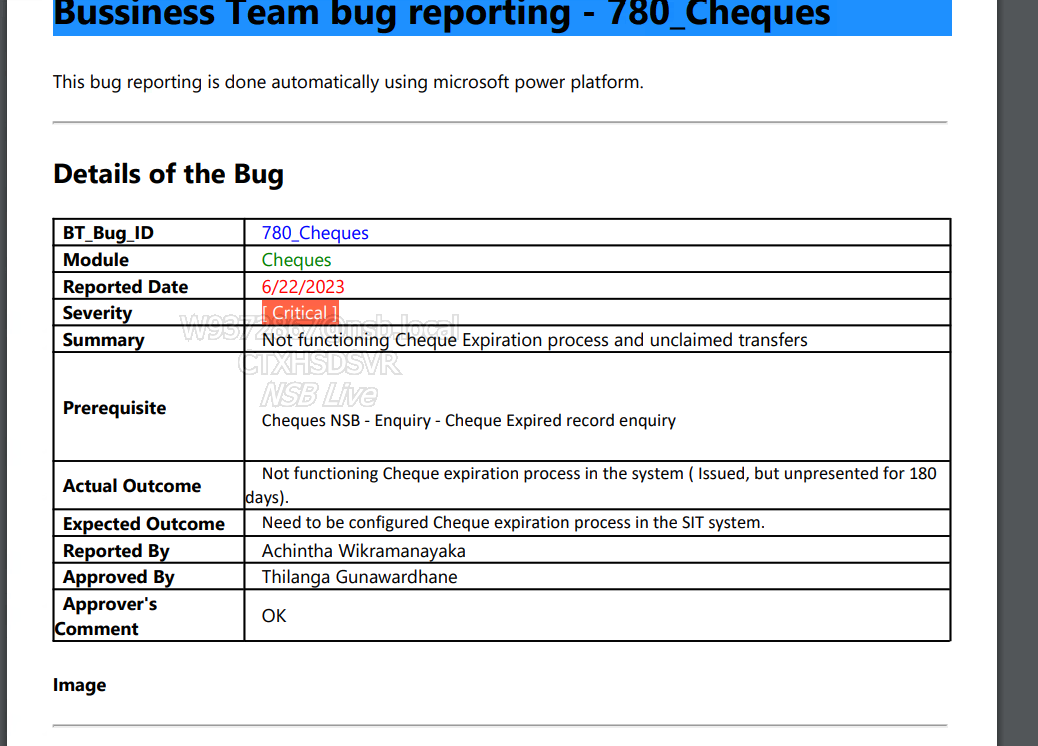 Bussiness Team bug reporting - 780_Cheques
This bug reporting is done automatically using microsoft power platform.
Details of the Bug
BT_Bug_ID 780_Cheques
Module Cheques
Reported Date 6/22/2023
Severity [ Critical ]
Summary Not functioning Cheque Expiration process and unclaimed transfers
CTXHSDSVR
NSB Live
Prerequisite Cheques NSB - Enquiry - Cheque Expired record enquiry
Actual Outcome Not functioning Cheque expiration process in the system ( Issued, but unpresented for 180
days).
Expected Outcome Need to be configured Cheque expiration process in the SIT system.
Reported By Achintha Wikramanayaka
Approved By Thilanga Gunawardhane
Approver's
Comment OK
Image